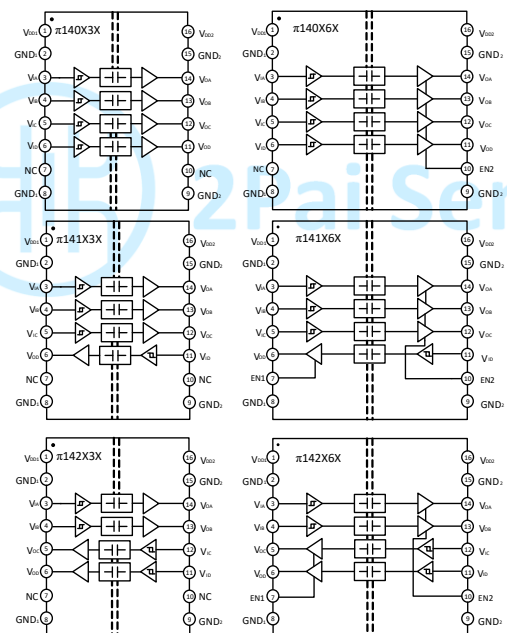 π140X3X
VDD1 1 16 VDD2
GND1 2 15 GND2
VIA 3 14 VOA
VIB 4 13 VOB
VIC 5 12 VOC
VID 6 11 VOD
NC 7 10 NC
GND1 8 9 GND2
π140X6X
VDD1 1 16 VDD2
GND1 2 15 GND2
VIA 3 14 VOA
VIB 4 13 VOB
VIC 5 12 VOC
VID 6 11 VOD
NC 7 10 EN2
GND1 8 9 GND2
2Pai Ser
π141X3X
VDD1 1 16 VDD2
GND1 2 15 GND2
VIA 3 14 VOA
VIB 4 13 VOB
VIC 5 12 VOC
VOD 6 11 VID
NC 7 10 NC
GND1 8 9 GND2
π141X6X
VDD1 1 16 VDD2
GND1 2 15 GND2
VIA 3 14 VOA
VIB 4 13 VOB
VIC 5 12 VOC
VOD 6 11 VID
EN1 7 10 EN2
GND1 8 9 GND2
π142X3X
VDD1 1 16 VDD2
GND1 2 15 GND2
VIA 3 14 VOA
VIB 4 13 VOB
VOC 5 12 VIC
VOD 6 11 VID
NC 7 10 NC
GND1 8 9 GND2
π142X6X
VDD1 1 16 VDD2
GND1 2 15 GND2
VIA 3 14 VOA
VIB 4 13 VOB
VOC 5 12 VIC
VOD 6 11 VID
EN1 7 10 EN2
GND1 8 9 GND2